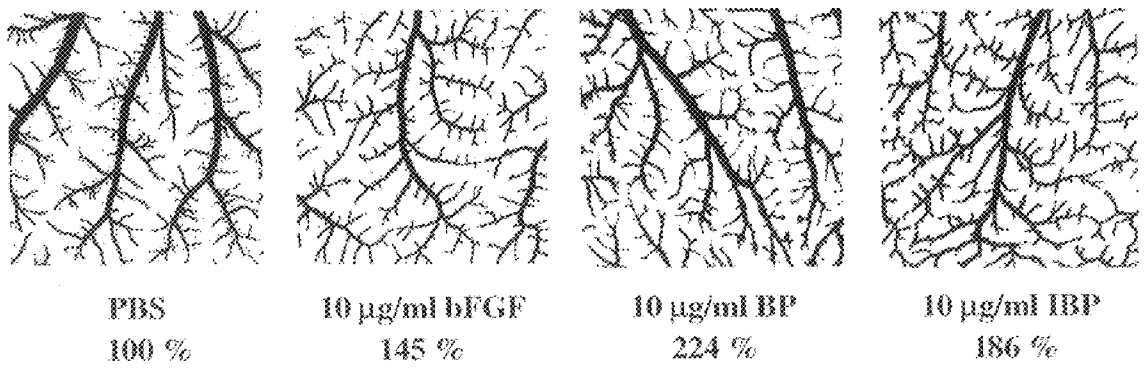 PBS
100 %
10 µg/ml bFGF
145 %
10 µg/ml BP
224 %
10 µg/ml IBP
186 %